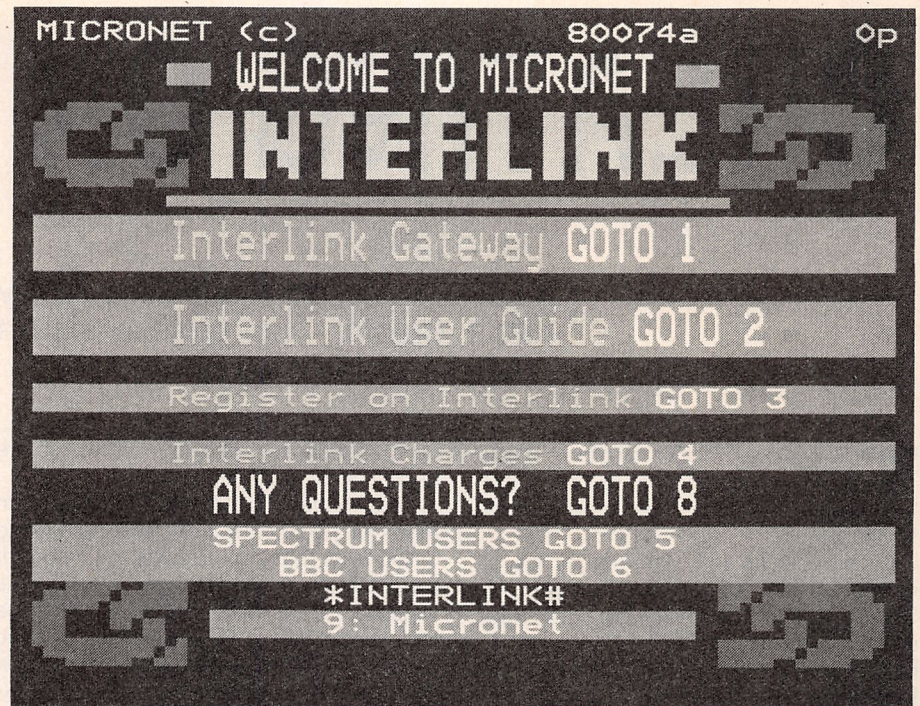 MICRONET (c) 80074a 0p
WELCOME TO MICRONET
INTERLINK
Interlink Gateway GOTO 1
Interlink User Guide GOTO 2
Register on Interlink GOTO 3
Interlink Charges GOTO 4
ANY QUESTIONS? GOTO 8
SPECTRUM USERS GOTO 5
BBC USERS GOTO 6
*INTERLINK#
9: Micronet